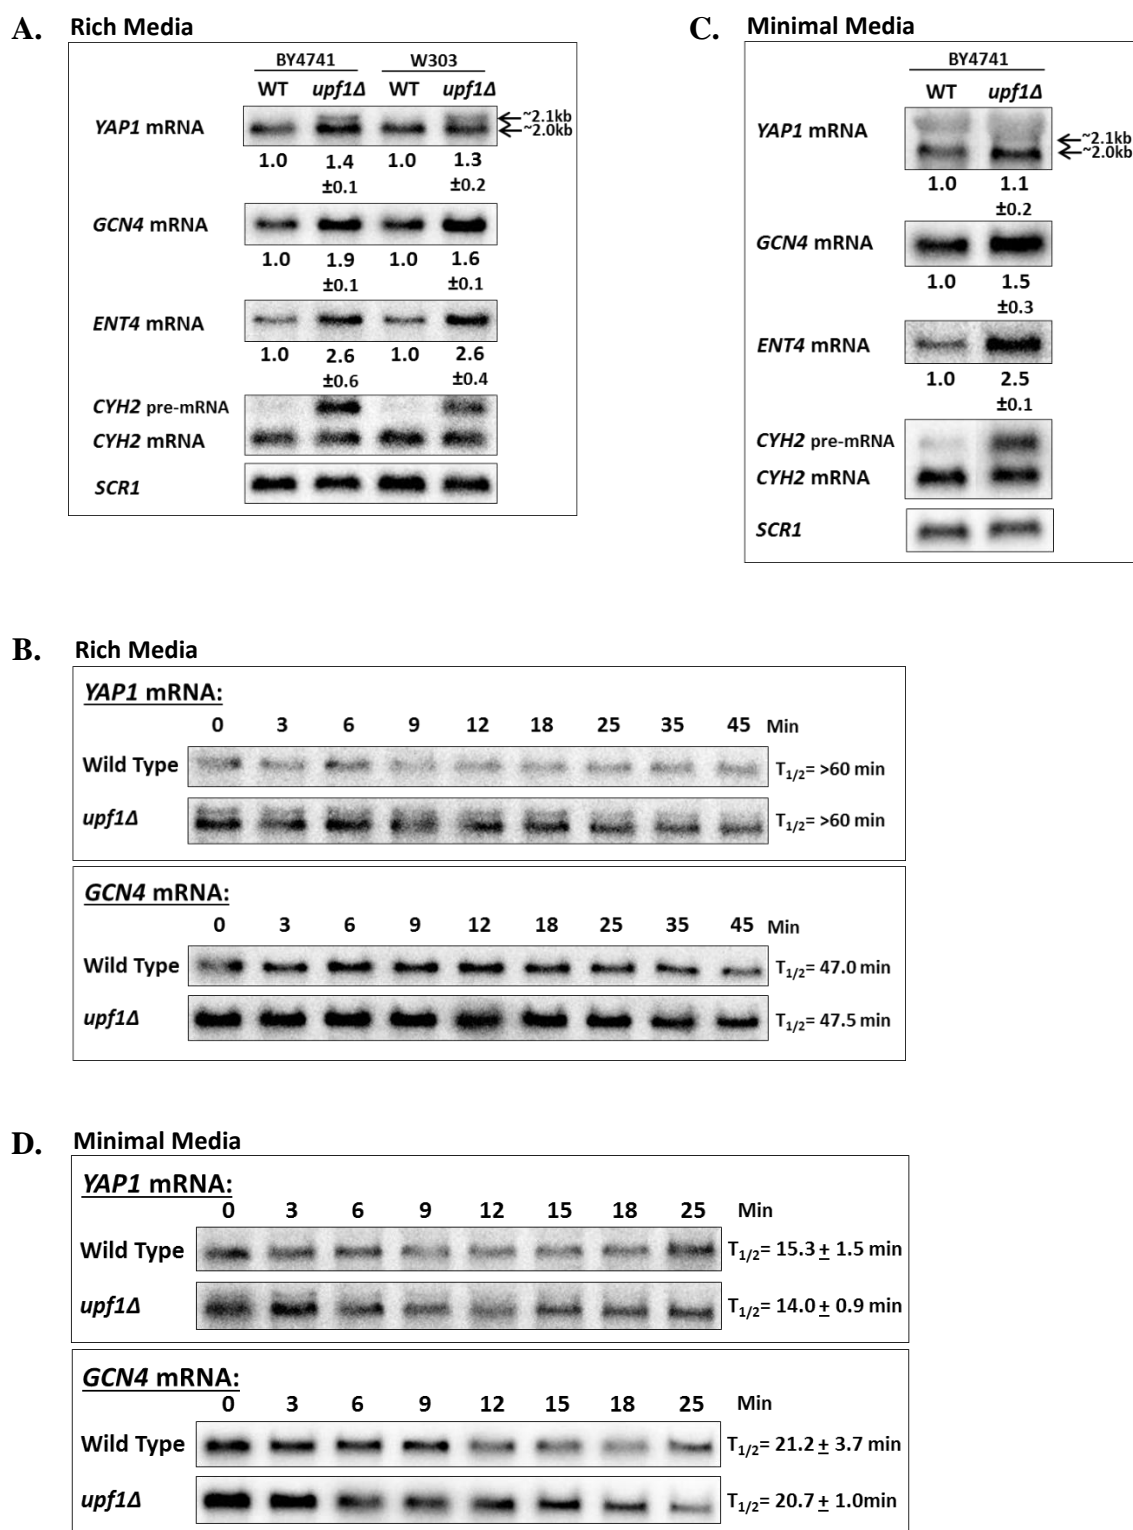 A. Rich Media
BY4741 W303
WT upf1Δ WT upf1Δ
YAP1 mRNA
~2.1kb
~2.0kb
1.0 1.4 1.0 1.3
±0.1 ±0.2
GCN4 mRNA
1.0 1.9 1.0 1.6
±0.1 ±0.1
ENT4 mRNA
1.0 2.6 1.0 2.6
±0.6 ±0.4
CYH2 pre-mRNA
CYH2 mRNA
SCR1
C. Minimal Media
BY4741
WT upf1Δ
YAP1 mRNA
~2.1kb
~2.0kb
1.0 1.1
±0.2
GCN4 mRNA
1.0 1.5
±0.3
ENT4 mRNA
1.0 2.5
±0.1
CYH2 pre-mRNA
CYH2 mRNA
SCR1
B. Rich Media
YAP1 mRNA:
0 3 6 9 12 18 25 35 45 Min
Wild Type T1/2= >60 min
upf1Δ T1/2= >60 min
GCN4 mRNA:
0 3 6 9 12 18 25 35 45 Min
Wild Type T1/2= 47.0 min
upf1Δ T1/2= 47.5 min
D. Minimal Media
YAP1 mRNA:
0 3 6 9 12 15 18 25 Min
Wild Type T1/2= 15.3 ± 1.5 min
upf1Δ T1/2= 14.0 ± 0.9 min
GCN4 mRNA:
0 3 6 9 12 15 18 25 Min
Wild Type T1/2= 21.2 ± 3.7 min
upf1Δ T1/2= 20.7 ± 1.0min